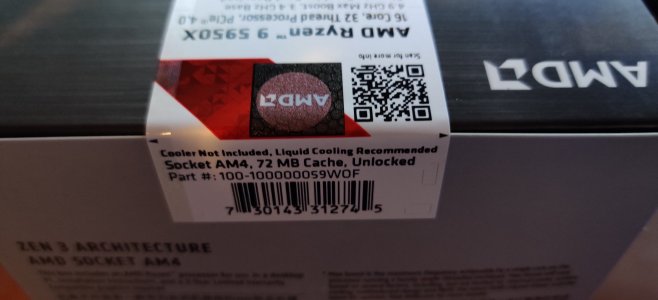 AMD
AMD Ryzen™ 9 5950X
16 Core, 32 Thread Processor, PCIe® 4.0
4.9 GHz Max Boost, 3.4 GHz Base
Scan for more info
AMD
Cooler Not Included, Liquid Cooling Recommended
Socket AM4, 72 MB Cache, Unlocked
Part #: 100-100000059WOF
7 30143 31274 5
ZEN 3 ARCHITECTURE
AMD SOCKET AM4